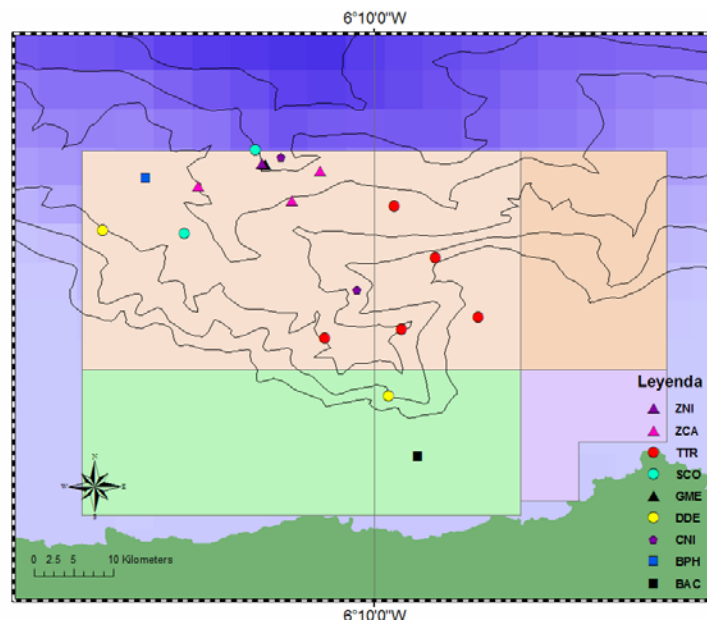 6°10'0"W
Leyenda
ZNI
ZCA
TTR
SCO
GME
DDE
CNI
BPH
BAC
N
W E
S
0 2.5 5 10 Kilometers
6°10'0"W